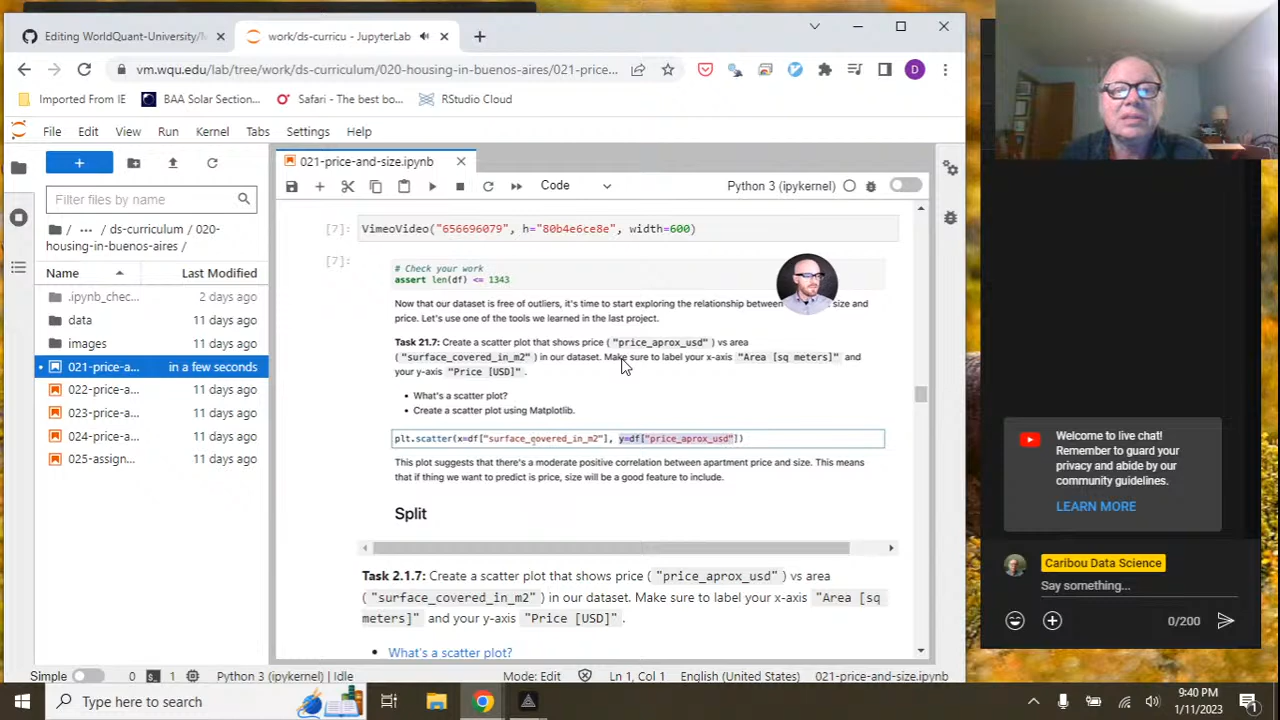 Editing WorldQuant-University/
work/ds-curricu - JupyterLab
vm.wqu.edu/lab/tree/work/ds-curriculum/020-housing-in-buenos-aires/021-price...
D
Imported From IE
BAA Solar Section...
Safari - The best bo...
RStudio Cloud
File Edit View Run Kernel Tabs Settings Help
021-price-and-size.ipynb
Code
Python 3 (ipykernel)
Filter files by name
/ ... / ds-curriculum / 020-
housing-in-buenos-aires /
Name Last Modified
.ipynb_chec... 2 days ago
data 11 days ago
images 11 days ago
021-price-a... in a few seconds
022-price-a... 11 days ago
023-price-a... 11 days ago
024-price-a... 11 days ago
025-assign... 11 days ago
[7]: VimeoVideo("656696079", h="80b4e6ce8e", width=600)
[7]:
# Check your work
assert len(df) <= 1343
Now that our dataset is free of outliers, it's time to start exploring the relationship between size and
price. Let's use one of the tools we learned in the last project.
Task 21.7: Create a scatter plot that shows price ( "price_aprox_usd" ) vs area
( "surface_covered_in_m2" ) in our dataset. Make sure to label your x-axis "Area [sq meters]" and
your y-axis "Price [USD]" .
• What's a scatter plot?
• Create a scatter plot using Matplotlib.
plt.scatter(x=df["surface_covered_in_m2"], y=df["price_aprox_usd"])
This plot suggests that there's a moderate positive correlation between apartment price and size. This means
that if thing we want to predict is price, size will be a good feature to include.
Split
Task 2.1.7: Create a scatter plot that shows price ( "price_aprox_usd" ) vs area
( "surface_covered_in_m2" ) in our dataset. Make sure to label your x-axis "Area [sq
meters]" and your y-axis "Price [USD]" .
• What's a scatter plot?
Simple 0 1 Python 3 (ipykernel) | Idle Mode: Edit Ln 1, Col 1 English (United States) 021-price-and-size.ipynb
Welcome to live chat!
Remember to guard your
privacy and abide by our
community guidelines.
LEARN MORE
Caribou Data Science
Say something...
0/200
Type here to search
9:40 PM
1/11/2023
1